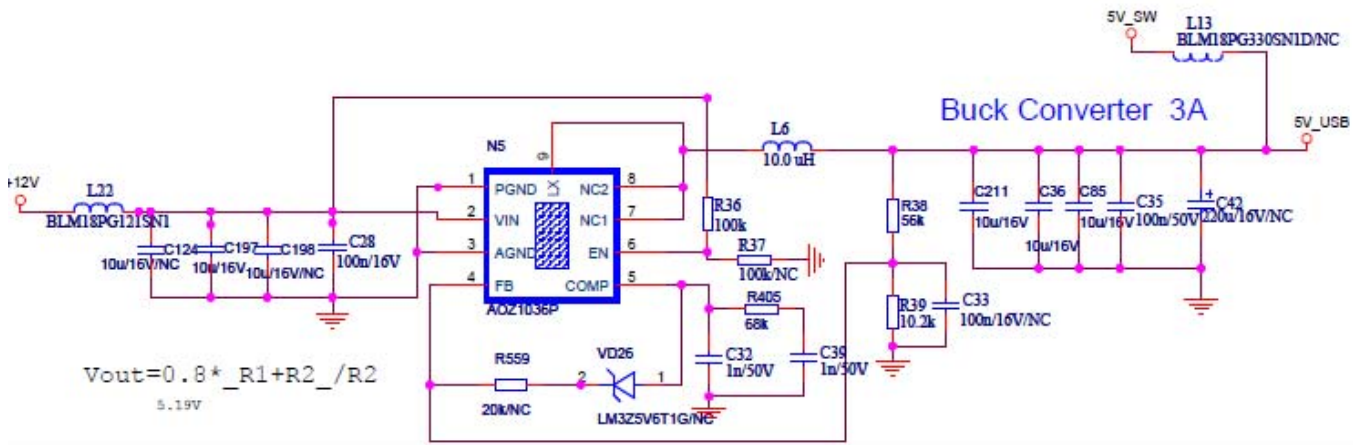 5V_SW
L13
BLM18PG330SN1D/NC
Buck Converter 3A
5V_USB
L6
10.0 uH
N5
9
LX
+12V
L22
BLM18PG121SN1
1
PGND
NC2
8
2
VIN
NC1
7
3
AGND
EN
6
4
FB
COMP
5
AOZ1036P
R36
100k
R37
100k/NC
R38
56k
C211
10u/16V
C36
10u/16V
C85
10u/16V
C35
100n/50V
+
C42
220u/16V/NC
C124
10u/16V/NC
C197
10u/16V
C198
10u/16V/NC
C28
100n/16V
R405
68k
R39
10.2k
C33
100n/16V/NC
C32
1n/50V
C39
1n/50V
R559
20k/NC
VD26
2
1
LM3Z5V6T1G/NC
Vout=0.8*_R1+R2_/R2
5.19V